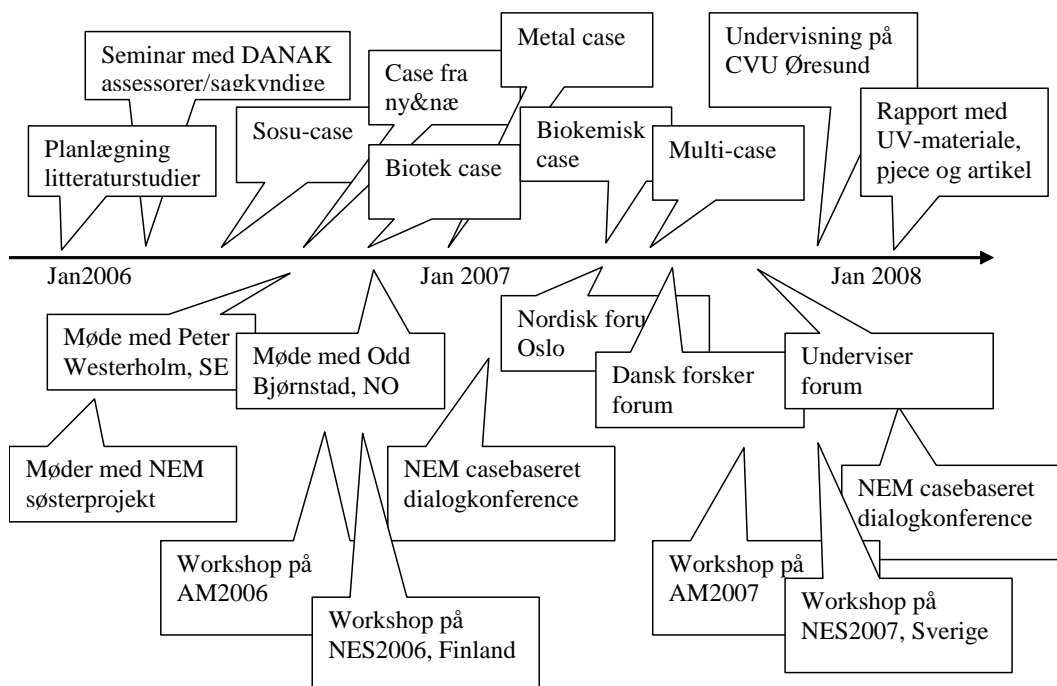 Seminar med DANAK
assessorer/sagkyndige
Planlægning
litteraturstudier
Sosu-case
Case fra
ny&næ
Biotek case
Metal case
Biokemisk
case
Multi-case
Undervisning på
CVU Øresund
Rapport med
UV-materiale,
pjece og artikel
Jan2006
Jan 2007
Jan 2008
Møde med Peter
Westerholm, SE
Møde med Odd
Bjørnstad, NO
Nordisk foru
Oslo
Dansk forsker
forum
Underviser
forum
Møder med NEM
søsterprojekt
NEM casebaseret
dialogkonference
NEM casebaseret
dialogkonference
Workshop på
AM2006
Workshop på
NES2006, Finland
Workshop på
AM2007
Workshop på
NES2007, Sverige